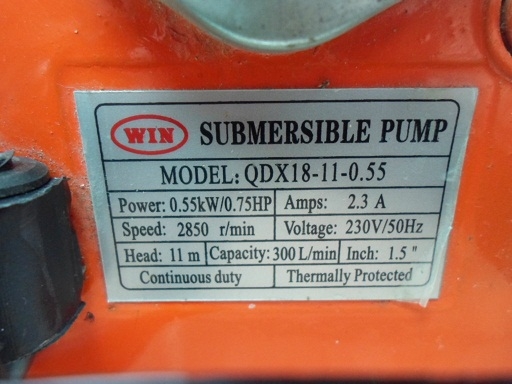 WIN SUBMERSIBLE PUMP
MODEL: QDX18-11-0.55
Power: 0.55kW/0.75HP Amps: 2.3 A
Speed: 2850 r/min Voltage: 230V/50Hz
Head: 11 m Capacity: 300 L/min Inch: 1.5 "
Continuous duty Thermally Protected